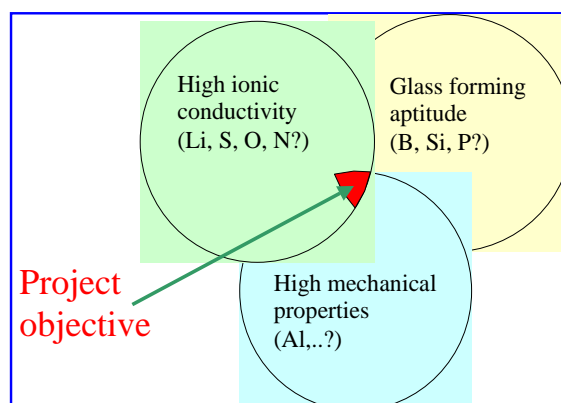 High ionic
conductivity
(Li, S, O, N?)
Glass forming
aptitude
(B, Si, P?)
Project
objective
High mechanical
properties
(Al,..?)